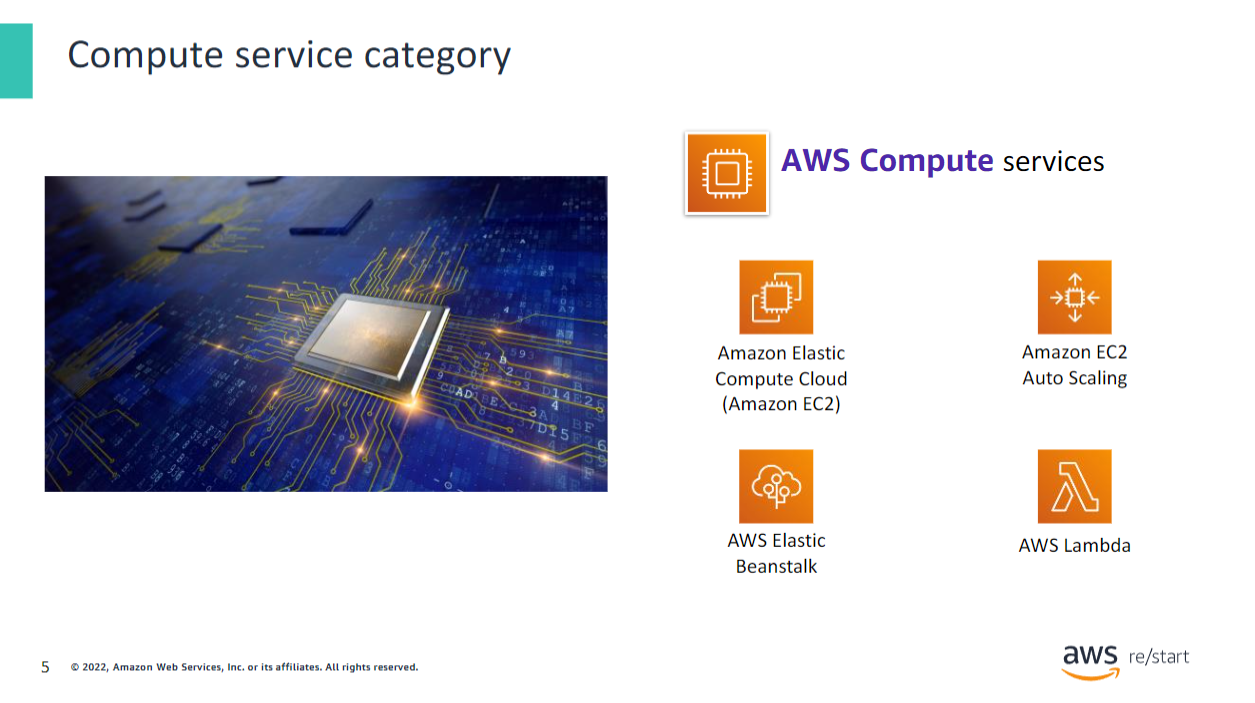 Compute service category
AWS Compute services
Amazon Elastic
Compute Cloud
(Amazon EC2)
Amazon EC2
Auto Scaling
AWS Elastic
Beanstalk
AWS Lambda
5
© 2022, Amazon Web Services, Inc. or its affiliates. All rights reserved.
aws re/start